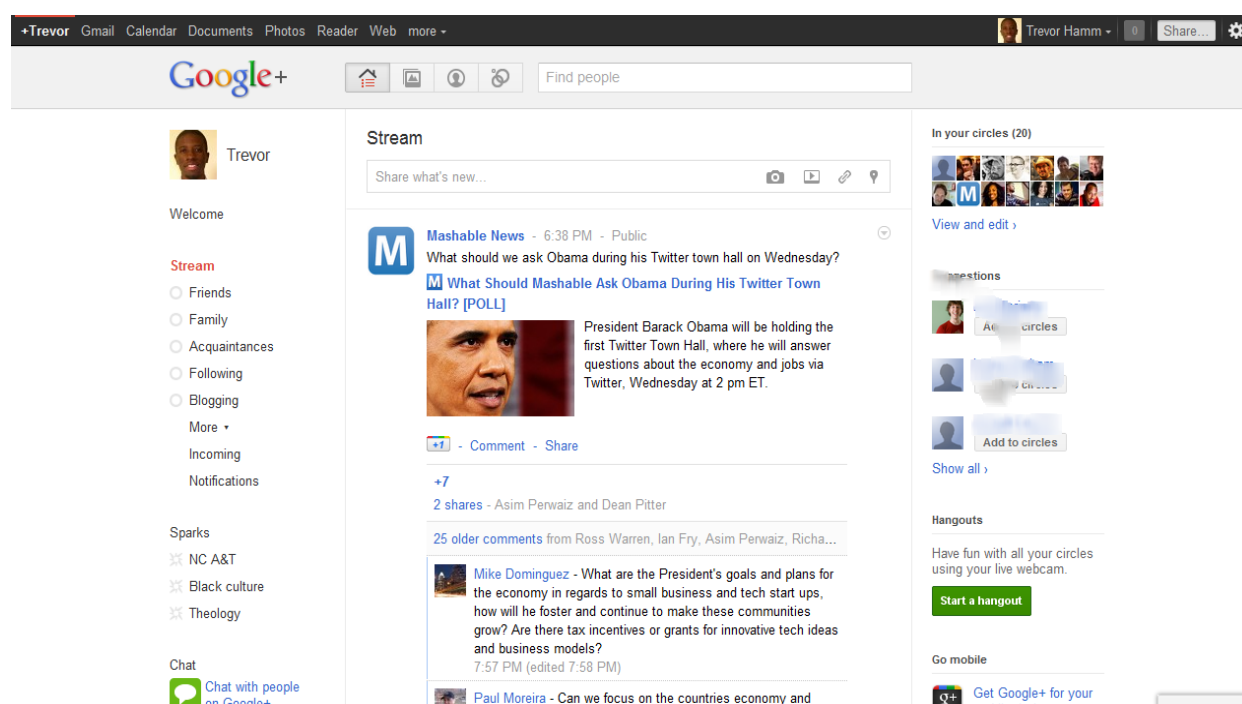 +Trevor Gmail Calendar Documents Photos Reader Web more
Trevor Hamm 0 Share...
Google+
Find people
Trevor
Welcome
Stream
Friends
Family
Acquaintances
Following
Blogging
More
Incoming
Notifications
Sparks
NC A&T
Black culture
Theology
Chat
Chat with people
on Google+
Stream
Share what's new...
M
Mashable News - 6:38 PM - Public
What should we ask Obama during his Twitter town hall on Wednesday?
M What Should Mashable Ask Obama During His Twitter Town
Hall? [POLL]
President Barack Obama will be holding the
first Twitter Town Hall, where he will answer
questions about the economy and jobs via
Twitter, Wednesday at 2 pm ET.
+1 - Comment - Share
+7
2 shares - Asim Perwaiz and Dean Pitter
25 older comments from Ross Warren, Ian Fry, Asim Perwaiz, Richa...
Mike Dominguez - What are the President's goals and plans for
the economy in regards to small business and tech start ups,
how will he foster and continue to make these communities
grow? Are there tax incentives or grants for innovative tech ideas
and business models?
7:57 PM (edited 7:58 PM)
Paul Moreira - Can we focus on the countries economy and
In your circles (20)
M
View and edit ›
circles
Add to circles
Show all ›
Hangouts
Have fun with all your circles
using your live webcam.
Start a hangout
Go mobile
g+ Get Google+ for your